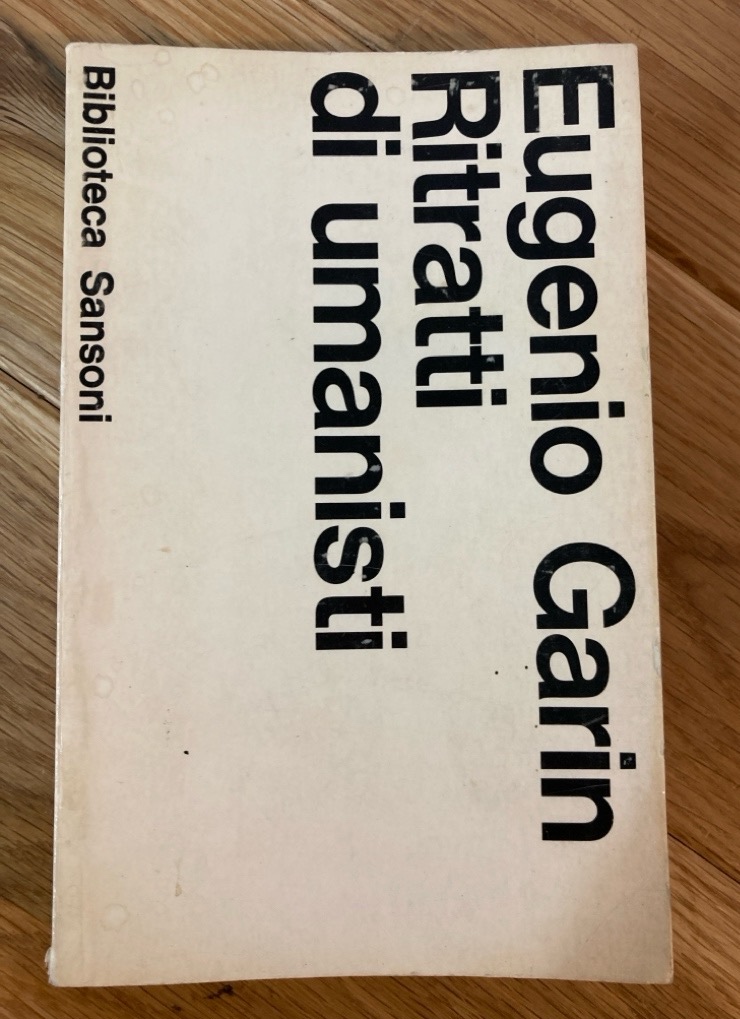 Eugenio Garin
Ritratti
di umanisti
Biblioteca Sansoni